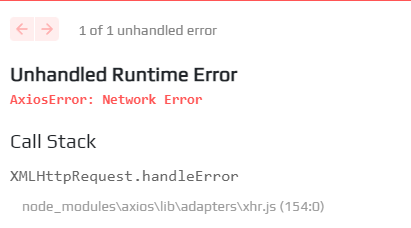 1 of 1 unhandled error
Unhandled Runtime Error
AxiosError: Network Error
Call Stack
XMLHttpRequest.handleError
node_modules\axios\lib\adapters\xhr.js (154:0)